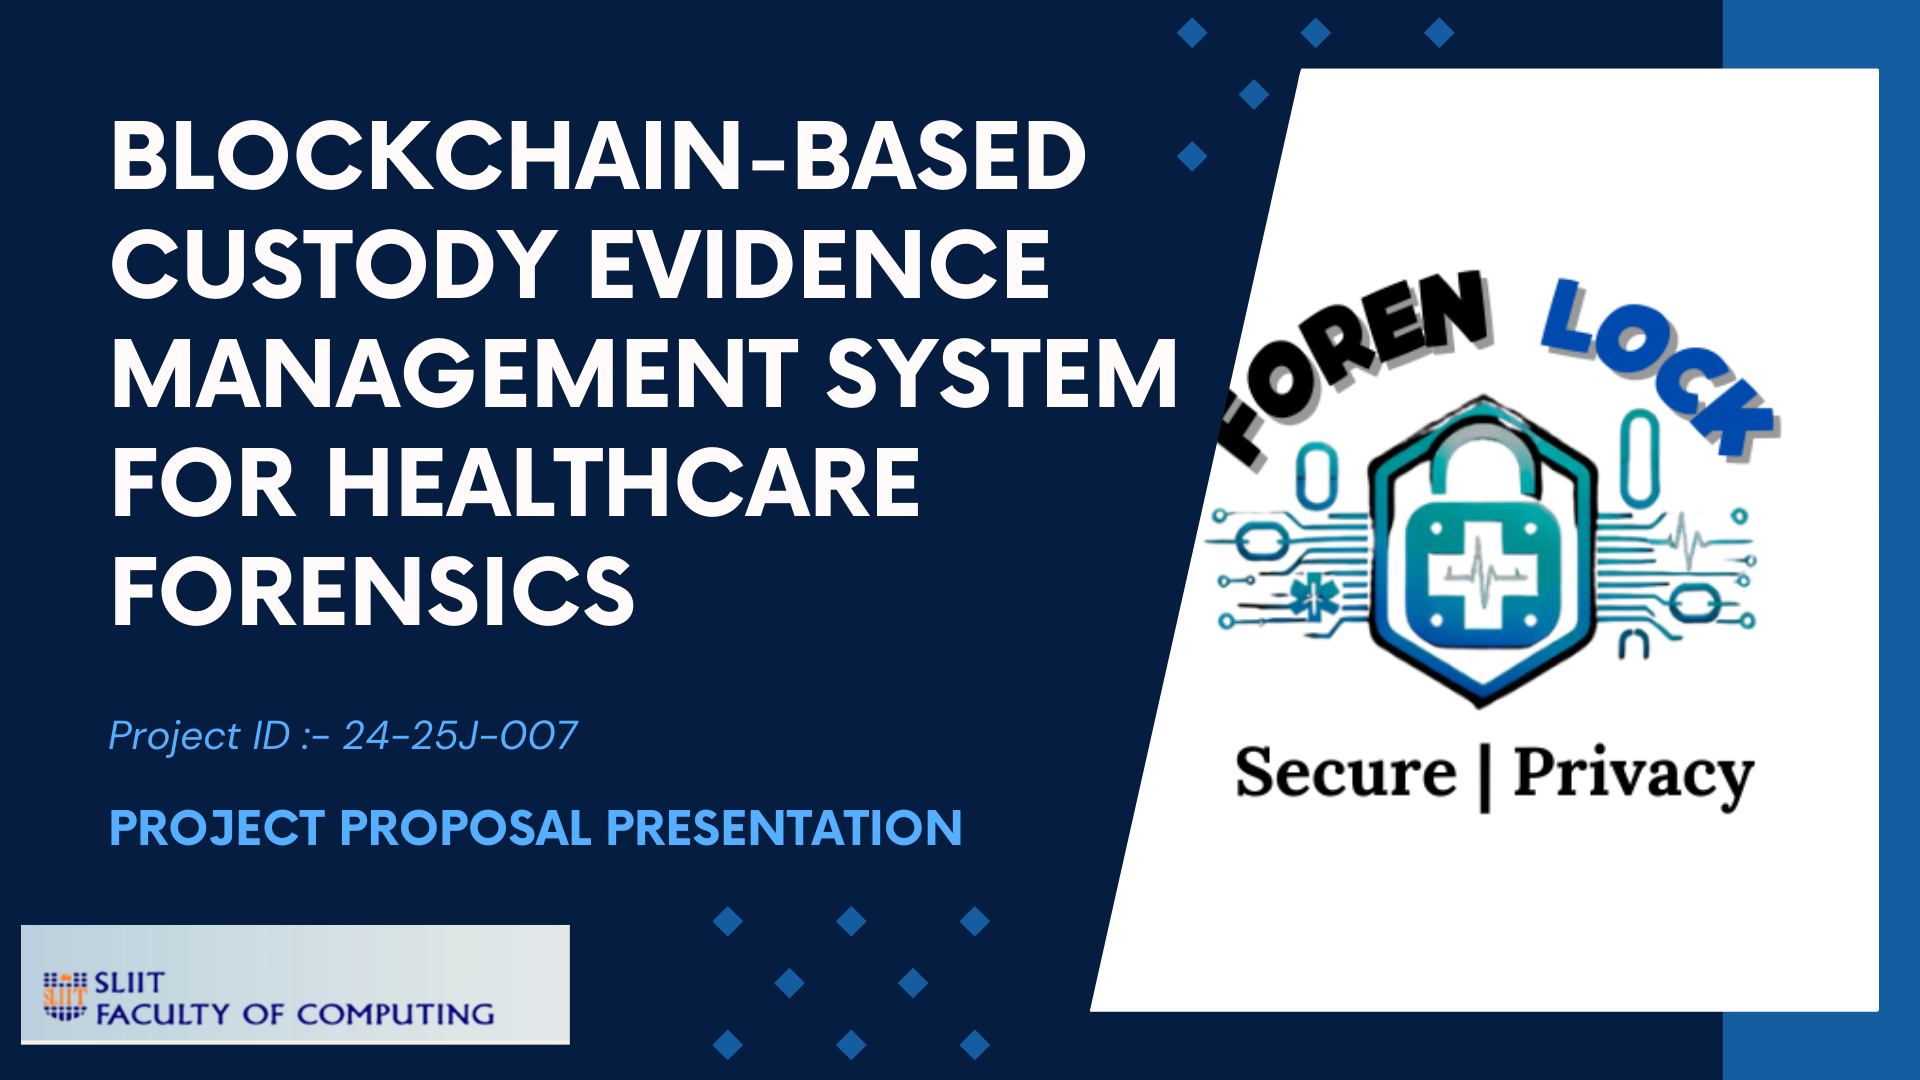 BLOCKCHAIN-BASED
CUSTODY EVIDENCE
MANAGEMENT SYSTEM
FOR HEALTHCARE
FORENSICS
Project ID :- 24-25J-007
PROJECT PROPOSAL PRESENTATION
SLIIT
SLIIT
FACULTY OF COMPUTING
FOREN LOCK
Secure | Privacy